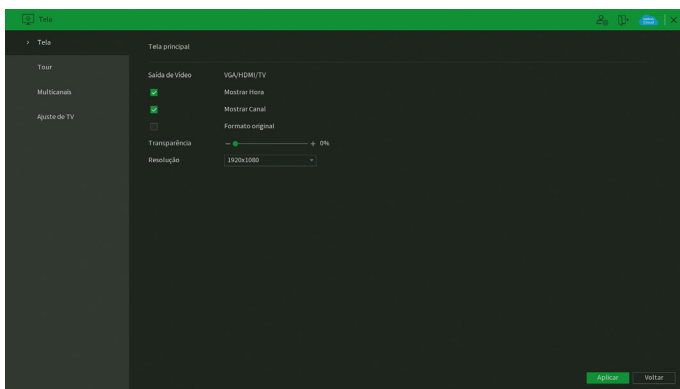 Tela
Tela
Tour
Multicanais
Ajuste de TV
Tela principal
Saída de Vídeo VGA/HDMI/TV
Mostrar Hora
Mostrar Canal
Formato original
Transparência - + 0%
Resolução 1920x1080
Aplicar Voltar